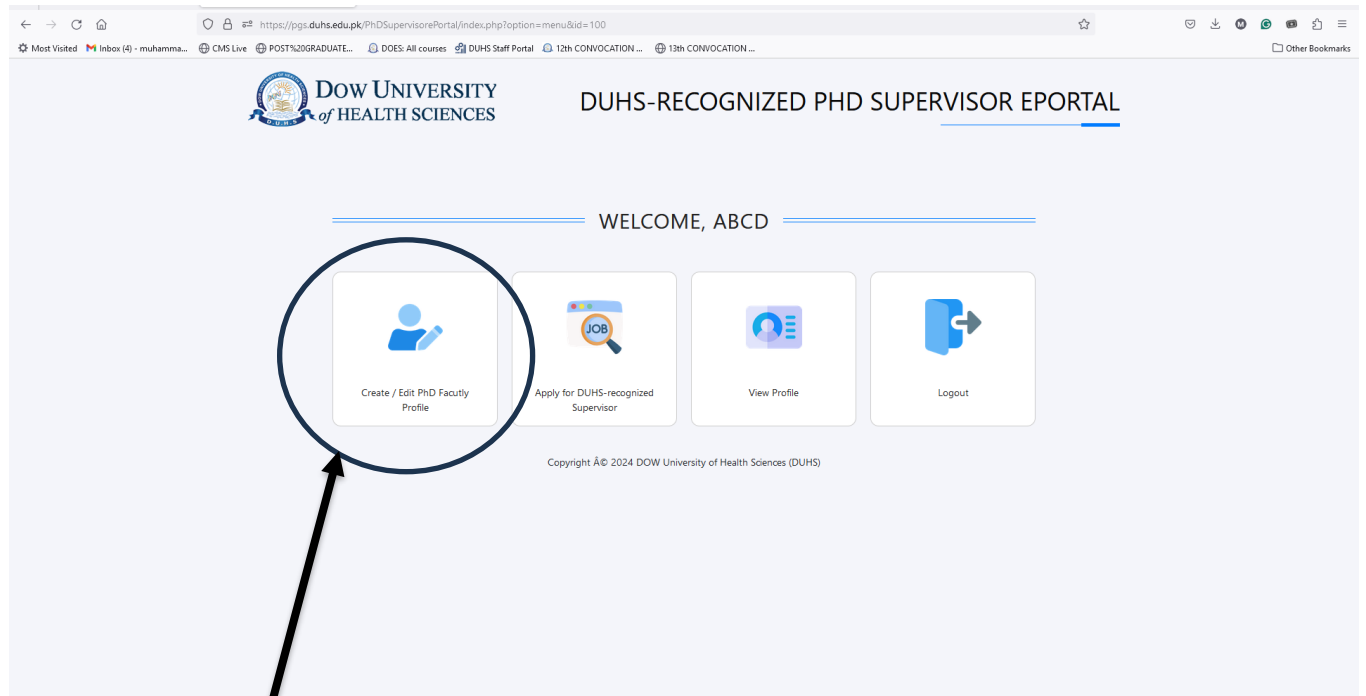 https://pgs.duhs.edu.pk/PhDSupervisorePortal/index.php?option=menu&id=100
Most Visited Inbox (4) - muhamma... CMS Live POST%20GRADUATE... DOES: All courses DUHS Staff Portal 12th CONVOCATION ... 13th CONVOCATION ... Other Bookmarks
DOW UNIVERSITY
of HEALTH SCIENCES
D.U.H.S
DUHS-RECOGNIZED PHD SUPERVISOR EPORTAL
WELCOME, ABCD
JOB
Create / Edit PhD Facutly
Profile
Apply for DUHS-recognized
Supervisor
View Profile
Logout
Copyright Â© 2024 DOW University of Health Sciences (DUHS)